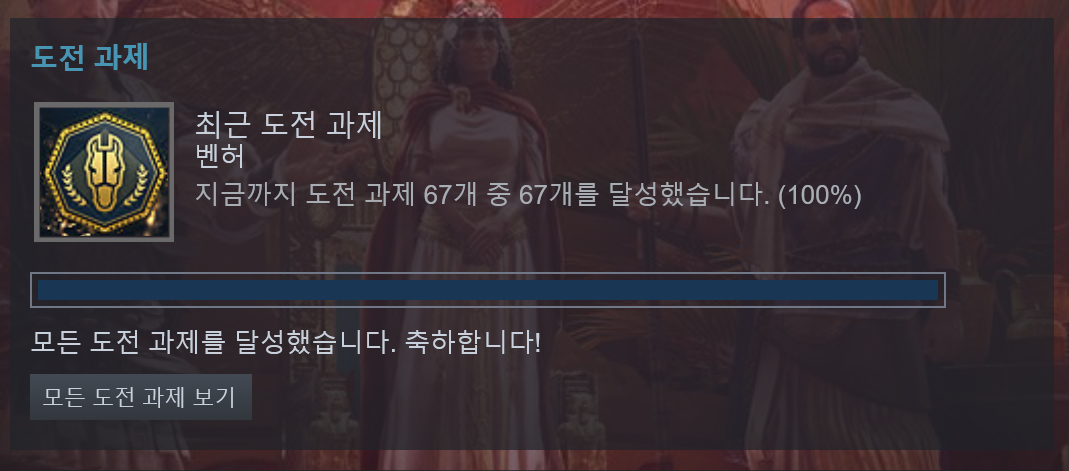 도전 과제
최근 도전 과제
벤허
지금까지 도전 과제 67개 중 67개를 달성했습니다. (100%)
모든 도전 과제를 달성했습니다. 축하합니다!
모든 도전 과제 보기